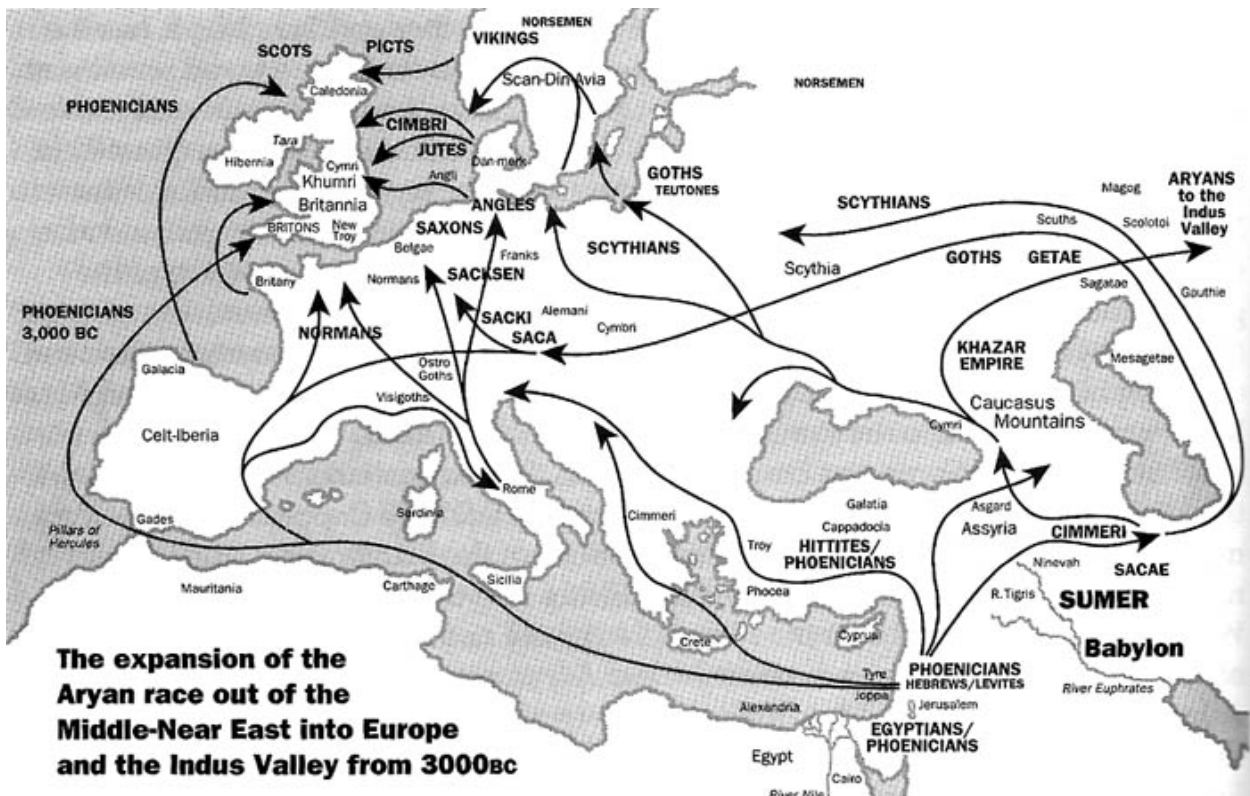 NORSEMEN
VIKINGS
SCOTS
PICTS
Scan-Din Avia
NORSEMEN
PHOENICIANS
Caledonia
CIMBRI
JUTES
Tara
Hibernia
Cymri
Khumri
Britannia
Angli
Dan-merk
GOTHS
TEUTONES
BRITONS
New
Troy
ANGLES
SAXONS
Belgae
Franks
SCYTHIANS
SCYTHIANS
Magog
Scuths
Scolotoi
ARYANS
to the
Indus
Valley
Britany
Normans
SACKSEN
Scythia
GOTHS
GETAE
Sagatae
Gauthie
PHOENICIANS
3,000 BC
NORMANS
SACKI
Alemani
SACA
Cymbri
KHAZAR
EMPIRE
Mesagetae
Galacia
Ostro
Goths
Visigoths
Caucasus
Mountains
Cymri
Celt-Iberia
Rome
Serdinia
Pillars of
Hercules
Gades
Cimmeri
Galatia
Cappadocia
Troy
HITTITES/
PHOENICIANS
Asgard
Assyria
CIMMERI
Ninevah
SACAE
Mauritania
Carthage
Sicilia
Phocea
R. Tigris
SUMER
Crete
Cyprus
Babylon
Tyre
Joppa
PHOENICIANS
HEBREWS/LEVITES
River Euphrates
Alexandria
Jerusalem
EGYPTIANS/
PHOENICIANS
Egypt
Cairo
River Nile
The expansion of the
Aryan race out of the
Middle-Near East into Europe
and the Indus Valley from 3000BC